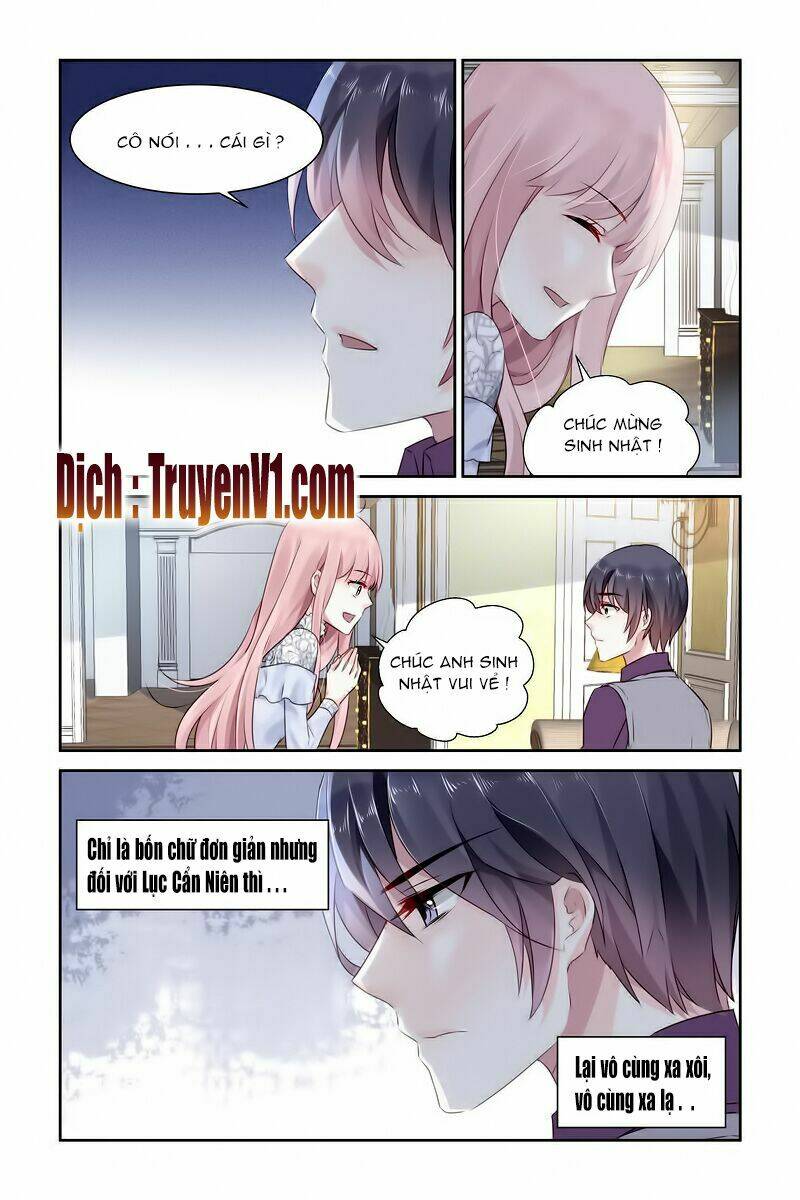 CÔ NÓI . . . CÁI GÌ ?
CHÚC MỪNG
SINH NHẬT !
Dịch : TruyenV1.com
CHÚC ANH SINH
NHẬT VUI VẺ !
Chỉ là bốn chữ đơn giản nhưng
đối với Lục Cẩn Niên thì . . .
Lại vô cùng xa xôi,
vô cùng xa lạ . .